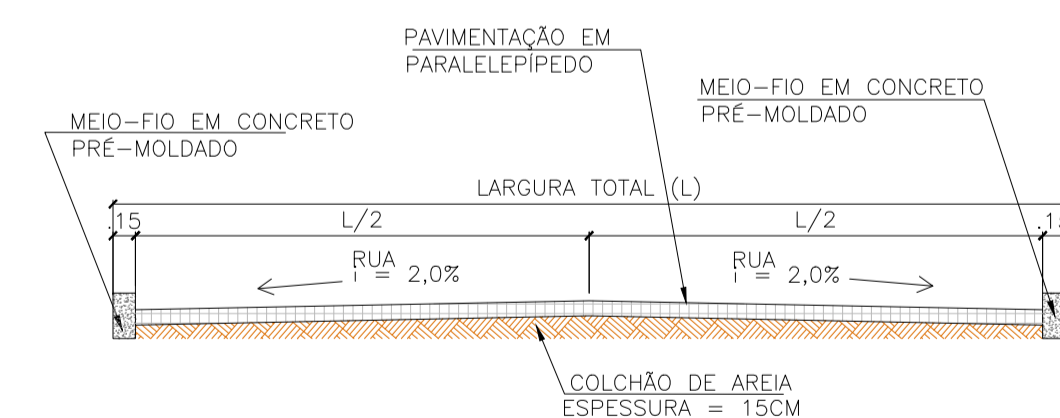 PAVIMENTAÇÃO EM
PARALELEPÍPEDO
MEIO-FIO EM CONCRETO
PRÉ-MOLDADO
MEIO-FIO EM CONCRETO
PRÉ-MOLDADO
LARGURA TOTAL (L)
.15
L/2
L/2
.15
RUA
i = 2,0%
RUA
i = 2,0%
COLCHÃO DE AREIA
ESPESSURA = 15CM